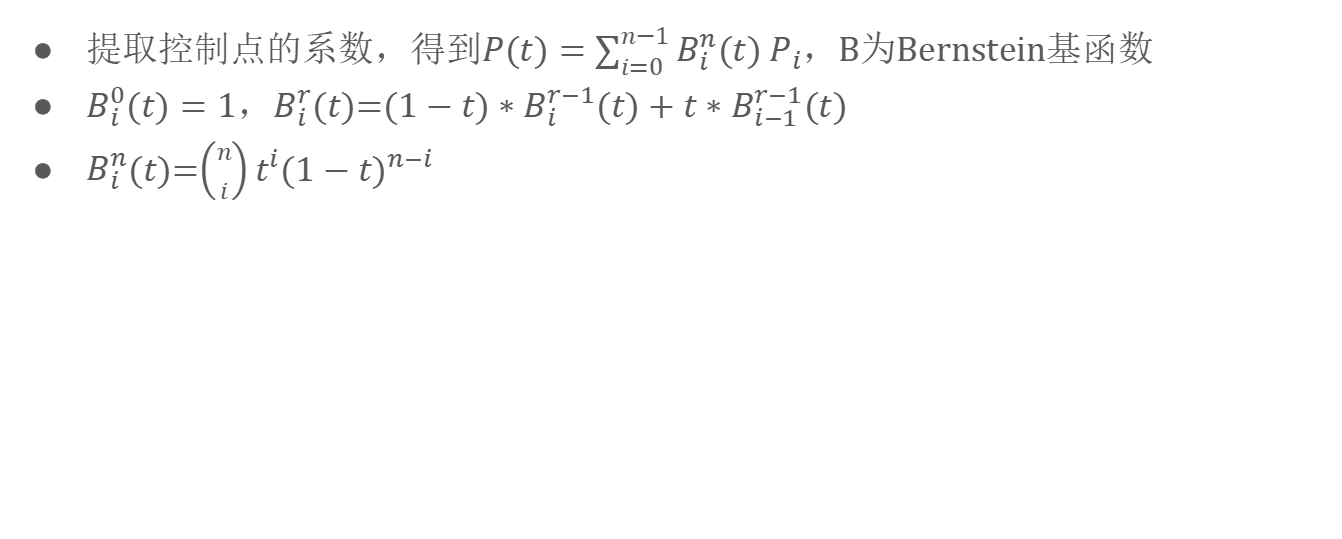 ● 提取控制点的系数，得到$P(t) = \sum_{i=0}^{n-1} B_i^n(t) P_i$，B为Bernstein基函数
● $B_i^0(t) = 1$，$B_i^r(t)=(1-t)*B_i^{r-1}(t)+t*B_{i-1}^{r-1}(t)$
● $B_i^n(t)=\binom{n}{i}t^i(1-t)^{n-i}$